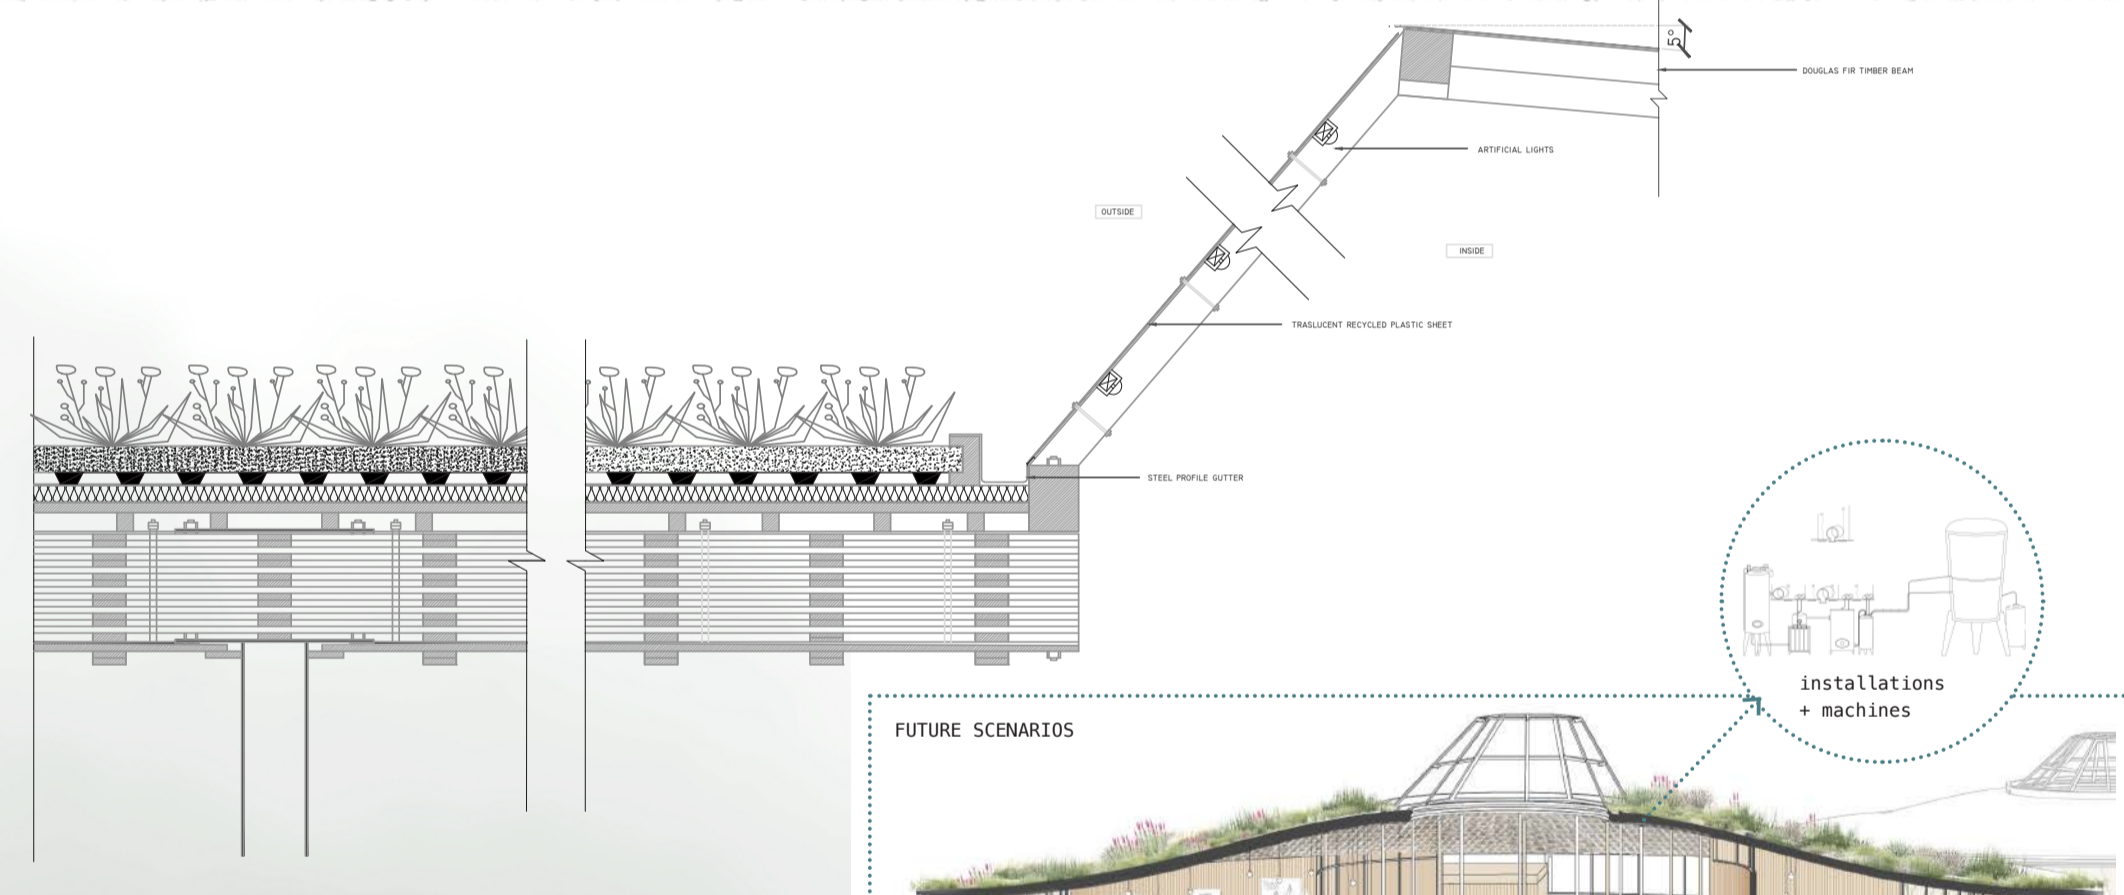 5°
DOUGLAS FIR TIMBER BEAM
ARTIFICIAL LIGHTS
OUTSIDE
INSIDE
TRASLUCENT RECYCLED PLASTIC SHEET
STEEL PROFILE GUTTER
installations
+ machines
FUTURE SCENARIOS